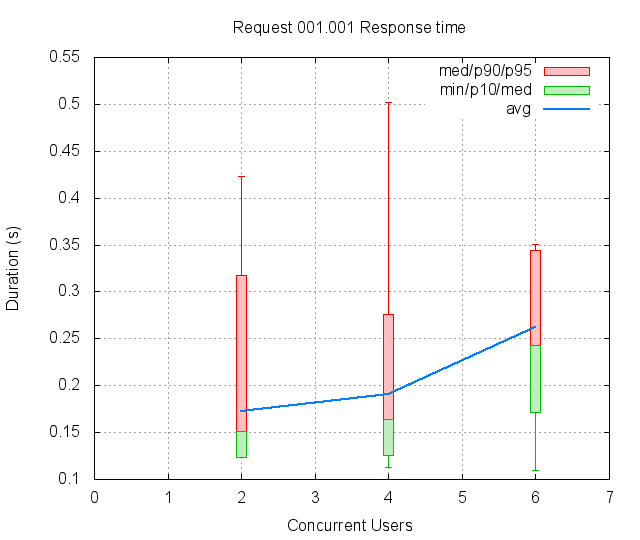 Request 001.001 Response time
0.55
0.5
0.45
0.4
0.35
0.3
0.25
0.2
0.15
0.1
Duration (s)
med/p90/p95
min/p10/med
avg
0 1 2 3 4 5 6 7
Concurrent Users